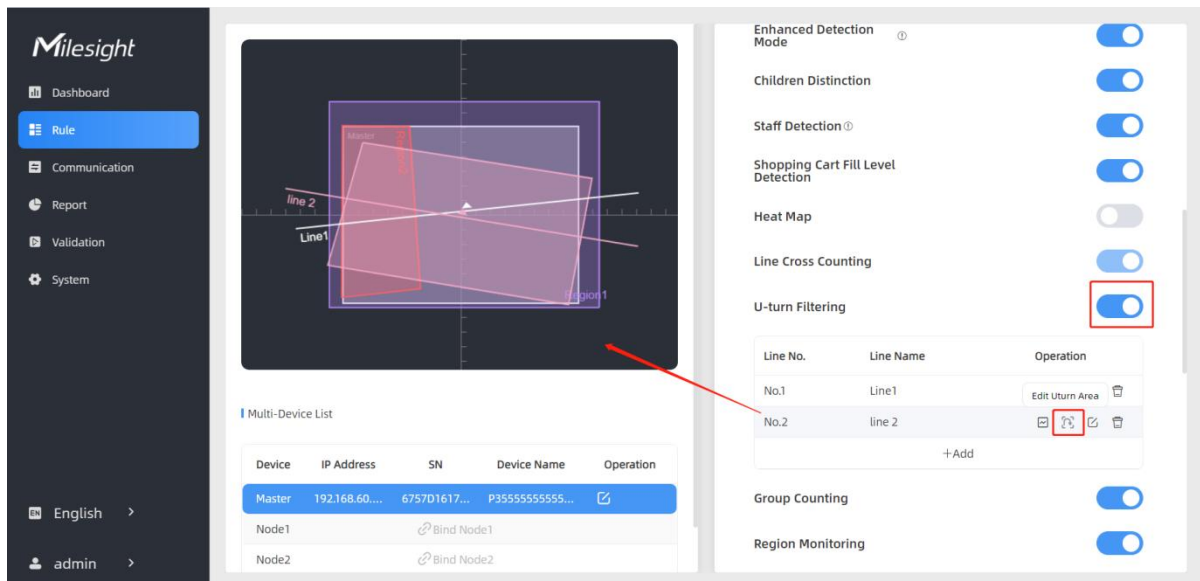 Milesight
Dashboard
Rule
Communication
Report
Validation
System
English
admin
Master
Region2
line 2
Line1
Region1
Multi-Device List
Device IP Address SN Device Name Operation
Master 192.168.60.... 6757D1617... P35555555555...
Node1 Bind Node1
Node2 Bind Node2
Enhanced Detection
Mode
Children Distinction
Staff Detection
Shopping Cart Fill Level
Detection
Heat Map
Line Cross Counting
U-turn Filtering
Line No. Line Name Operation
No.1 Line1
Edit Uturn Area
No.2 line 2
+Add
Group Counting
Region Monitoring